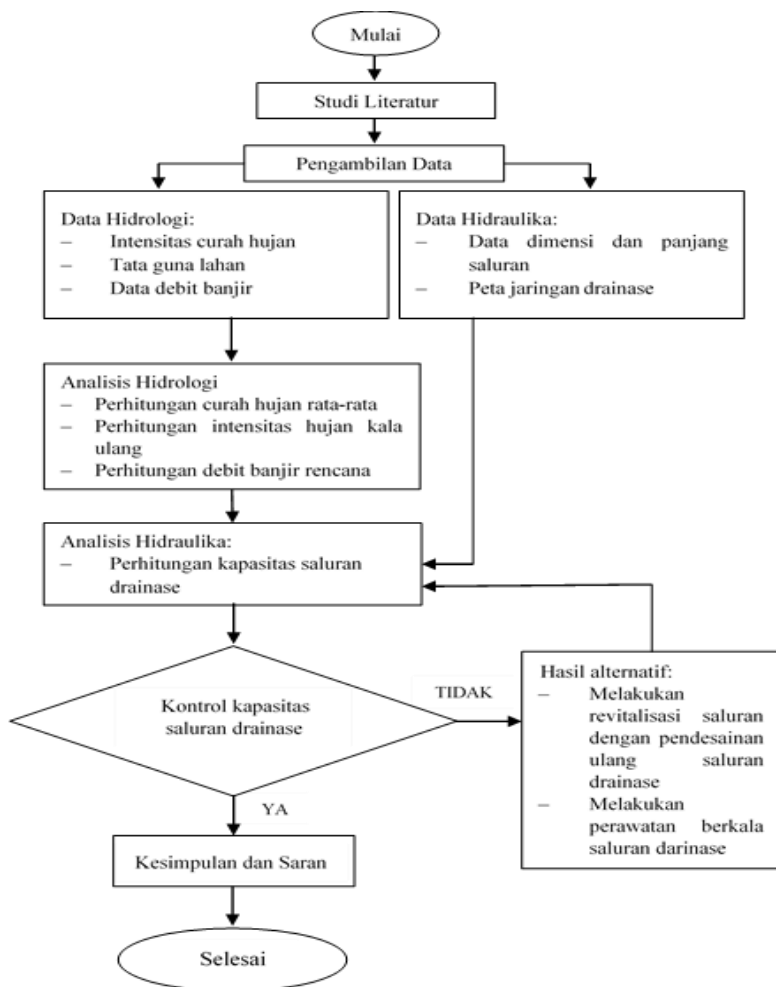 Mulai
Studi Literatur
Pengambilan Data
Data Hidrologi:
– Intensitas curah hujan
– Tata guna lahan
– Data debit banjir
Data Hidraulika:
– Data dimensi dan panjang
saluran
– Peta jaringan drainase
Analisis Hidrologi
– Perhitungan curah hujan rata-rata
– Perhitungan intensitas hujan kala
ulang
– Perhitungan debit banjir rencana
Analisis Hidraulika:
– Perhitungan kapasitas saluran
drainase
Kontrol kapasitas
saluran drainase
TIDAK
Hasil alternatif:
– Melakukan
revitalisasi saluran
dengan pendesainan
ulang saluran
drainase
– Melakukan
perawatan berkala
saluran darinase
YA
Kesimpulan dan Saran
Selesai